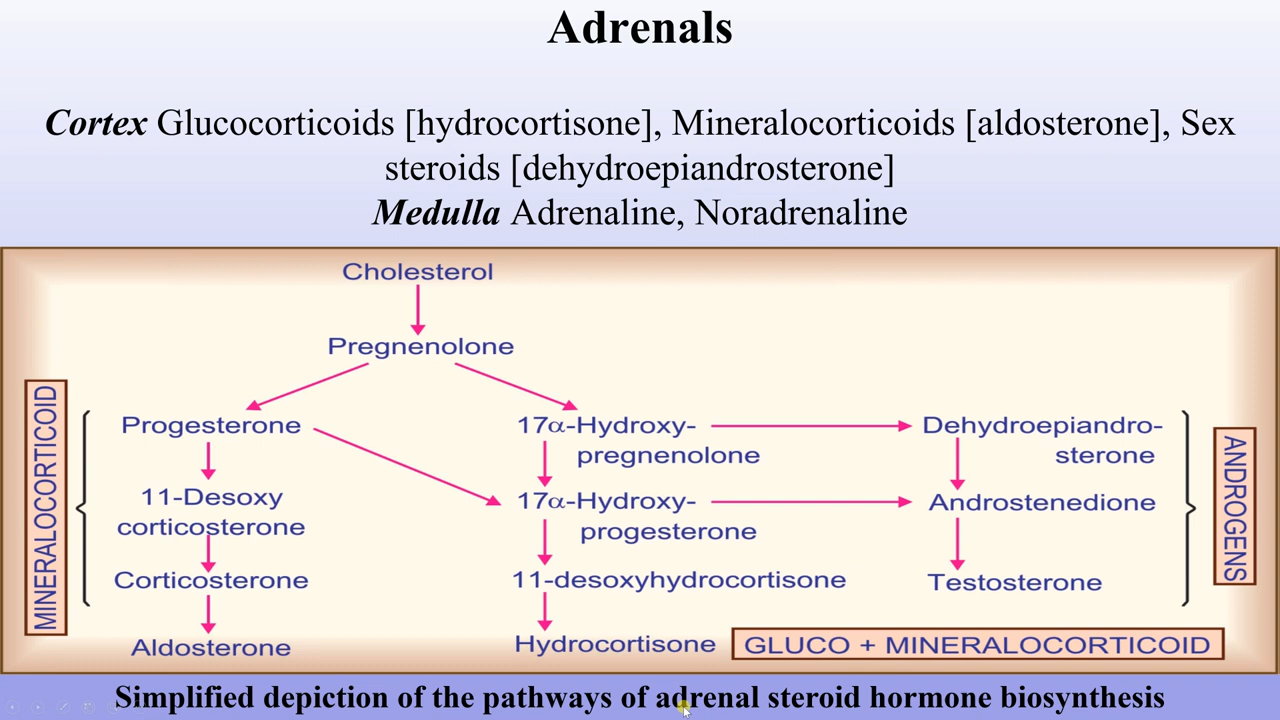 Adrenals
Cortex Glucocorticoids [hydrocortisone], Mineralocorticoids [aldosterone], Sex
steroids [dehydroepiandrosterone]
Medulla Adrenaline, Noradrenaline
Cholesterol
Pregnenolone
MINERALOCORTICOID
Progesterone
11-Desoxy
corticosterone
Corticosterone
Aldosterone
17α-Hydroxy-
pregnenolone
17α-Hydroxy-
progesterone
11-desoxyhydrocortisone
Hydrocortisone
GLUCO + MINERALOCORTICOID
Dehydroepiandro-
sterone
Androstenedione
Testosterone
ANDROGENS
Simplified depiction of the pathways of adrenal steroid hormone biosynthesis